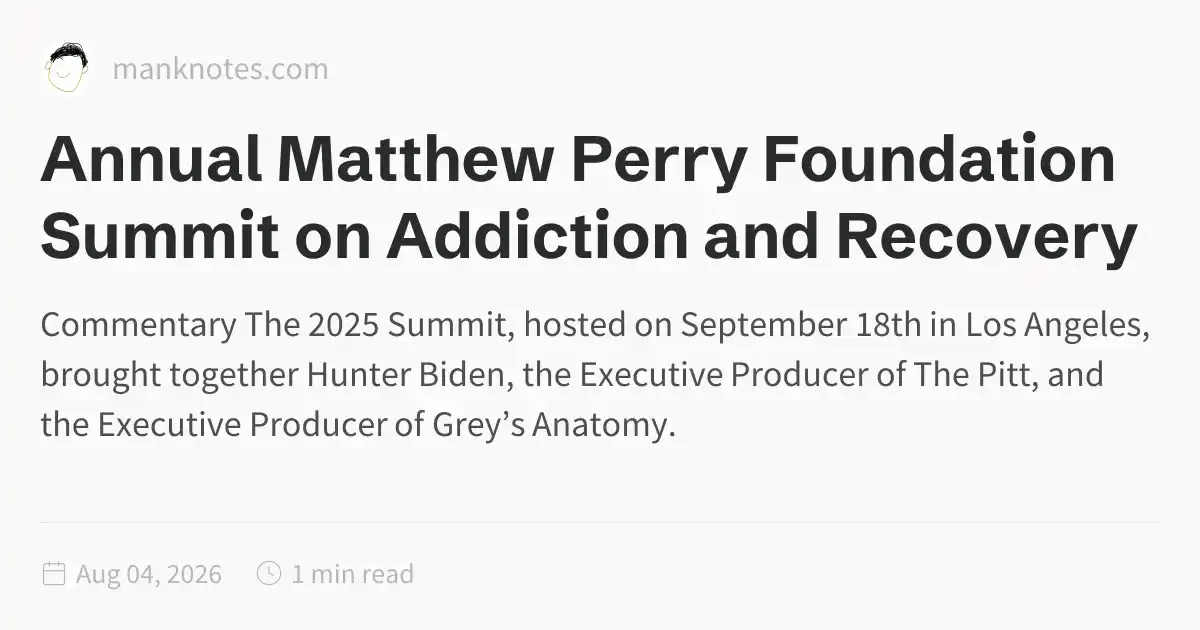 manknotes.com
Annual Matthew Perry Foundation
Summit on Addiction and Recovery
Commentary The 2025 Summit, hosted on September 18th in Los Angeles,
brought together Hunter Biden, the Executive Producer of The Pitt, and
the Executive Producer of Grey’s Anatomy.
Aug 04, 2026 1 min read